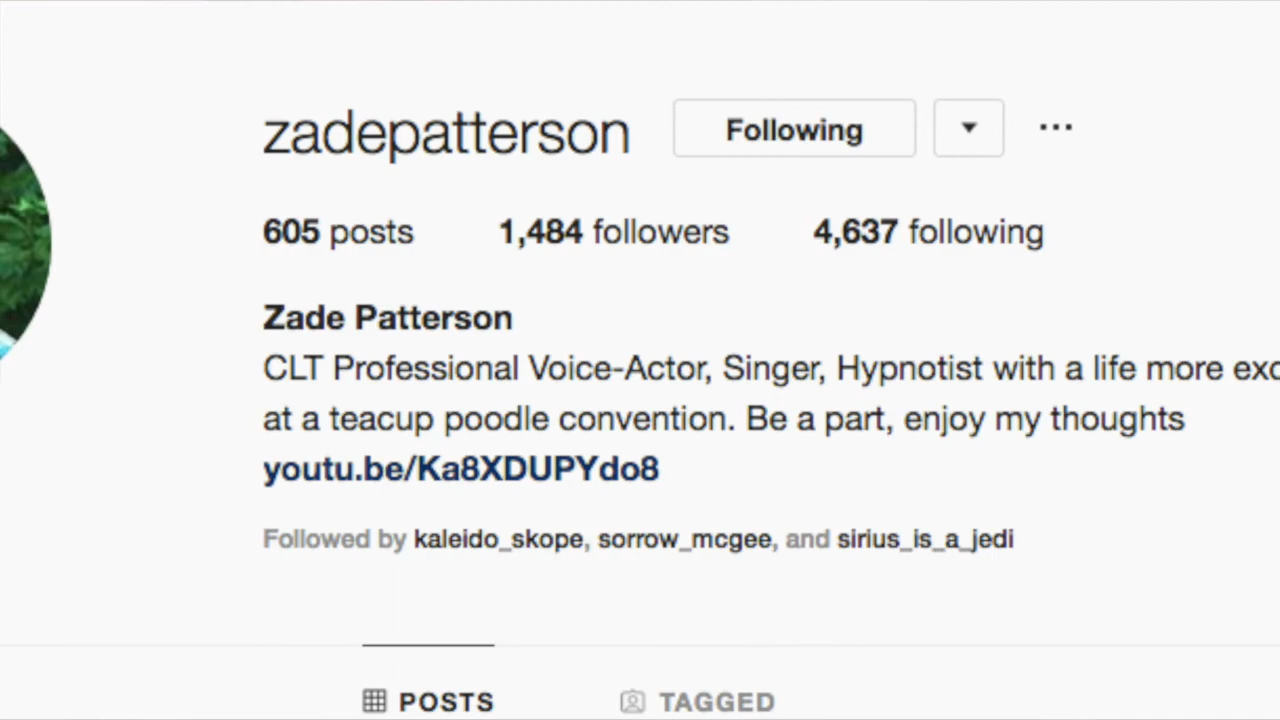 zadepatterson Following ...
605 posts 1,484 followers 4,637 following
Zade Patterson
CLT Professional Voice-Actor, Singer, Hypnotist with a life more
at a teacup poodle convention. Be a part, enjoy my thoughts
youtu.be/Ka8XDUPYdo8
Followed by kaleido_skope, sorrow_mcgee, and sirius_is_a_jedi
POSTS TAGGED